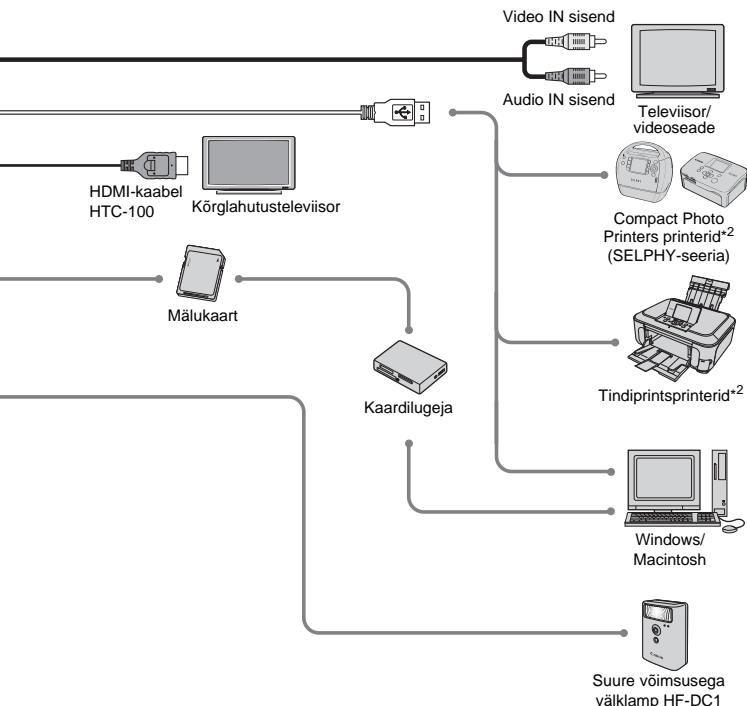 Video IN sisend
Audio IN sisend
Televiisor/
videoseade
HDMI-kaabel
HTC-100
Kõrglahutusteleviisor
Compact Photo
Printers printerid*2
(SELPHY-seeria)
Mälukaart
Tindiprintsprinterid*2
Kaardilugeja
Windows/
Macintosh
Canon
Suure võimsusega
välklamp HF-DC1